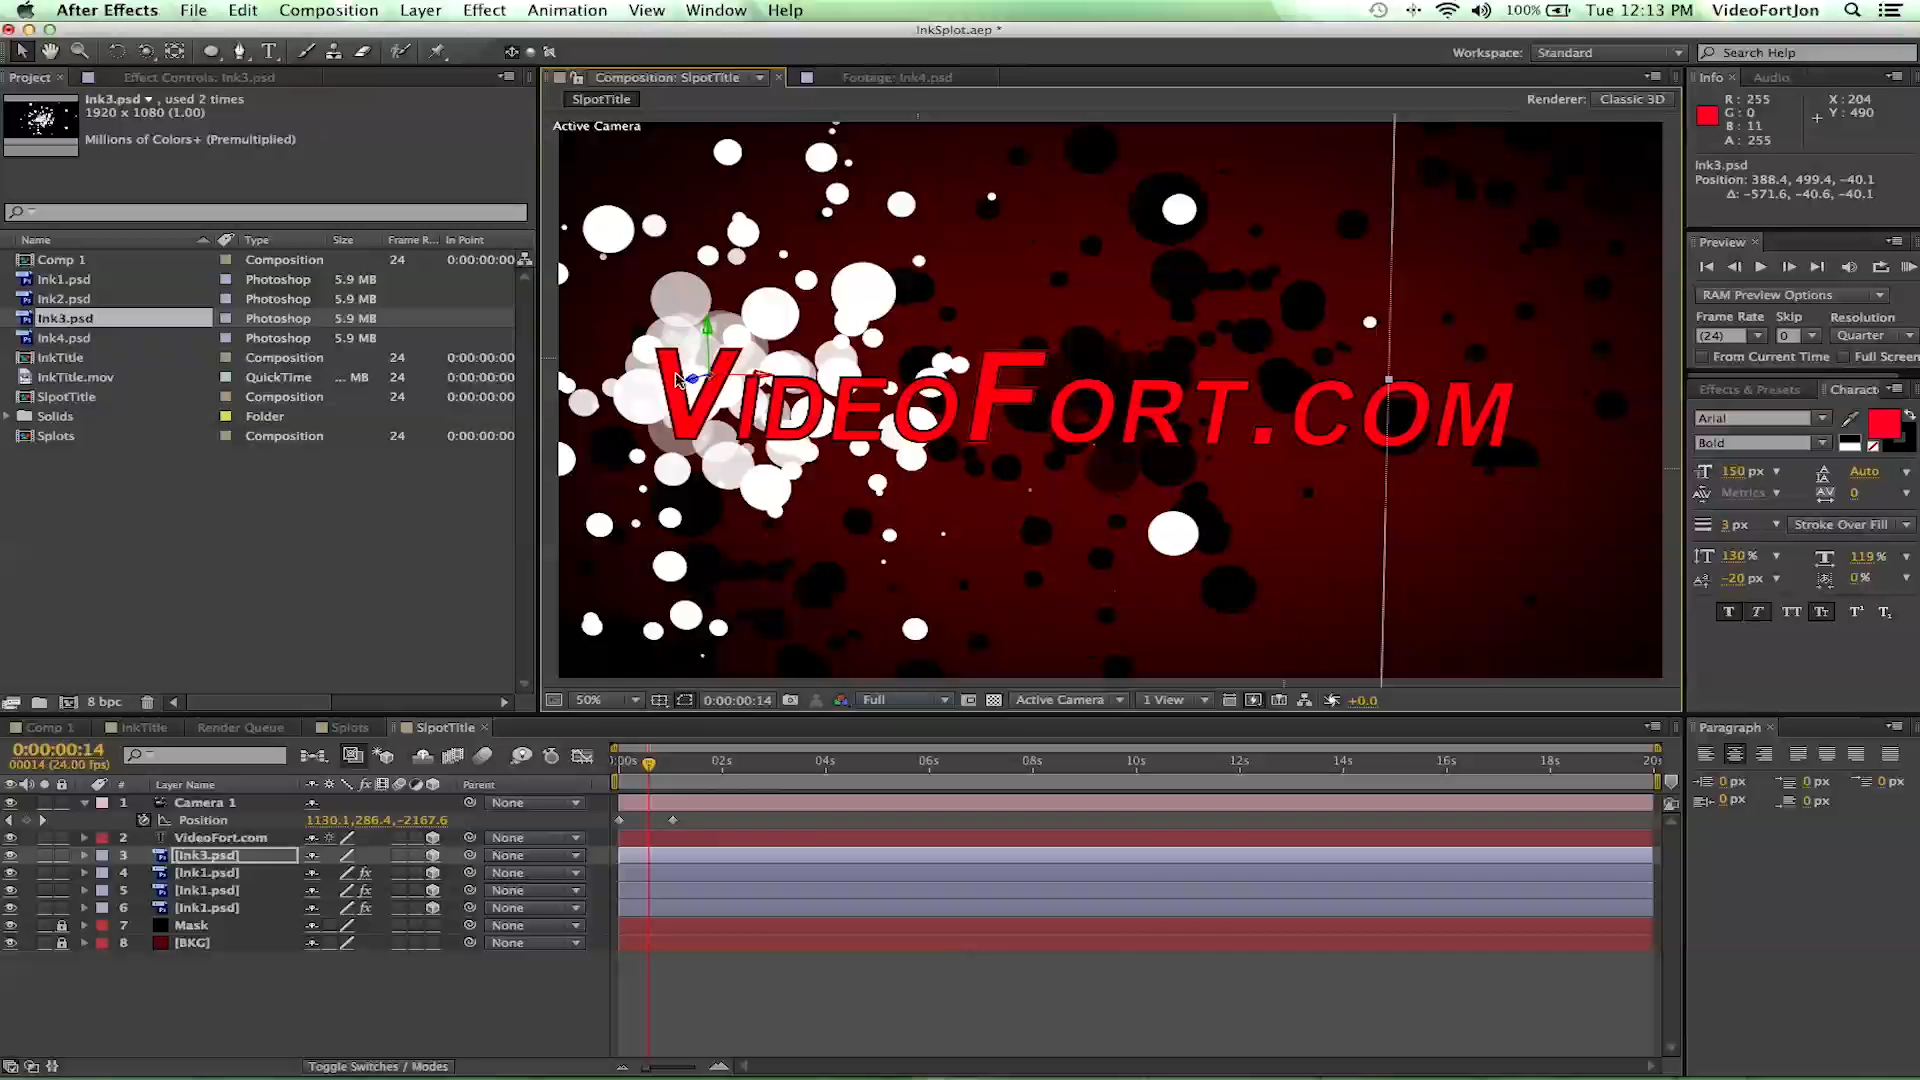 After Effects File Edit Composition Layer Effect Animation View Window Help 100% Tue 12:13 PM VideoFortJon
InkSplot.aep *
Workspace: Standard Search Help
Project Effect Controls: Ink3.psd
Ink3.psd , used 2 times
1920 x 1080 (1.00)
Millions of Colors+ (Premultiplied)
Name Type Size Frame R... In Point
Comp 1 Composition 24 0:00:00:00
Ink1.psd Photoshop 5.9 MB
Ink2.psd Photoshop 5.9 MB
Ink3.psd Photoshop 5.9 MB
Ink4.psd Photoshop 5.9 MB
InkTitle Composition 24 0:00:00:00
InkTitle.mov QuickTime ... MB 24 0:00:00:00
SlpotTitle Composition 24 0:00:00:00
Solids Folder
Splots Composition 24 0:00:00:00
8 bpc
Composition: SlpotTitle Footage: Ink4.psd
SlpotTitle Renderer: Classic 3D
Active Camera
VideoFort.com
50% 0:00:00:14 Full Active Camera 1 View +0.0
Info Audio
R: 255 X: 204
G: 0 Y: 490
B: 11
A: 255
Ink3.psd
Position: 388.4, 499.4, -40.1
Δ: -571.6, -40.6, -40.1
Preview
RAM Preview Options
Frame Rate Skip Resolution
(24) 0 Quarter
From Current Time Full Screen
Effects & Presets Charact
Arial
Bold
150 px Auto
Metrics 0
3 px Stroke Over Fill
130 % 119 %
-20 px 0 %
T T TT Tr T¹ T₁
Comp 1 InkTitle Render Queue Splots SlpotTitle
0:00:00:14
00014 (24.00 fps)
):00s 02s 04s 06s 08s 10s 12s 14s 16s 18s 20s
# Layer Name fx Parent
1 Camera 1 None
Position 1130.1,286.4,-2167.6
2 VideoFort.com None
3 [Ink3.psd] None
4 [Ink1.psd] fx None
5 [Ink1.psd] fx None
6 [Ink1.psd] fx None
7 Mask None
8 [BKG] None
Toggle Switches / Modes
Paragraph
0 px 0 px 0 px
0 px 0 px